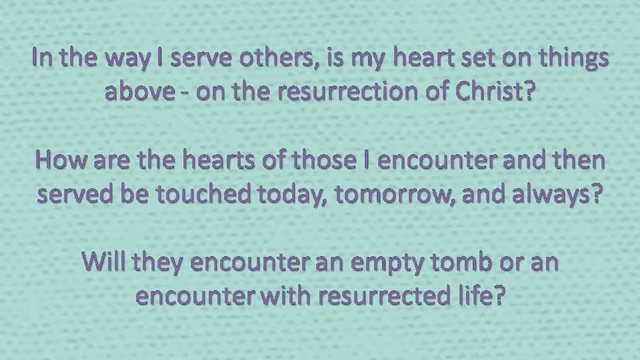 In the way I serve others, is my heart set on things
above - on the resurrection of Christ?
How are the hearts of those I encounter and then
served be touched today, tomorrow, and always?
Will they encounter an empty tomb or an
encounter with resurrected life?